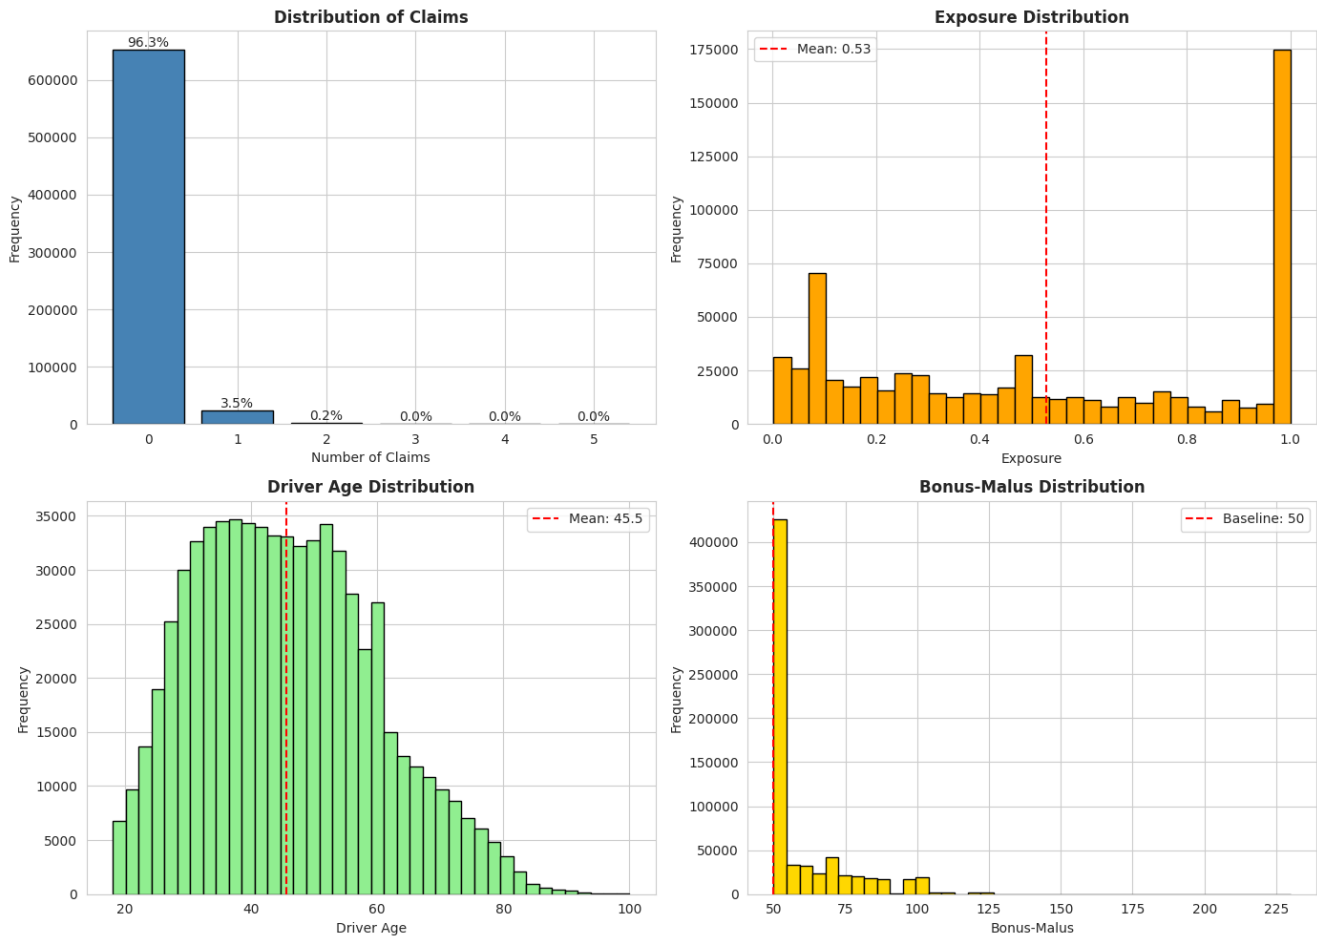 Distribution of Claims
96.3%
3.5%
0.2%
0.0%
0.0%
0.0%
600000
500000
400000
300000
200000
100000
0
Frequency
0 1 2 3 4 5
Number of Claims
Exposure Distribution
Mean: 0.53
175000
150000
125000
100000
75000
50000
25000
0
Frequency
0.0 0.2 0.4 0.6 0.8 1.0
Exposure
Driver Age Distribution
Mean: 45.5
35000
30000
25000
20000
15000
10000
5000
0
Frequency
20 40 60 80 100
Driver Age
Bonus-Malus Distribution
Baseline: 50
400000
350000
300000
250000
200000
150000
100000
50000
0
Frequency
50 75 100 125 150 175 200 225
Bonus-Malus